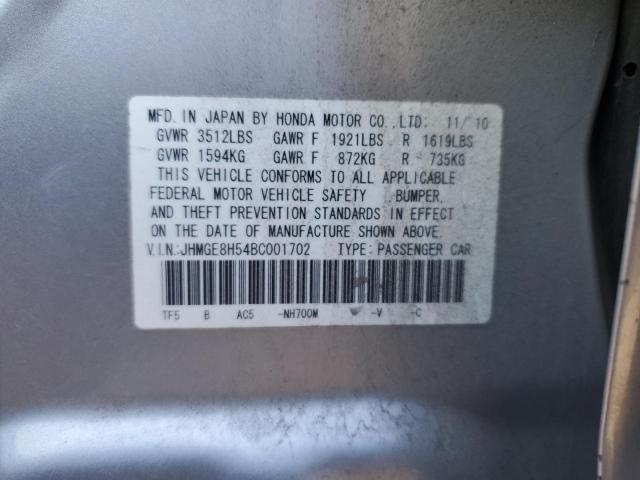 MFD. IN JAPAN BY HONDA MOTOR CO.,LTD: 11/10
GVWR 3512LBS GAWR F 1921LBS R 1619LBS
GVWR 1594KG GAWR F 872KG R 735KG
THIS VEHICLE CONFORMS TO ALL APPLICABLE
FEDERAL MOTOR VEHICLE SAFETY, BUMPER,
AND THEFT PREVENTION STANDARDS IN EFFECT
ON THE DATE OF MANUFACTURE SHOWN ABOVE.
V.I.N.:JHMGE8H54BC001702 TYPE: PASSENGER CAR
TF5 B AC5 -NH700M -V -C